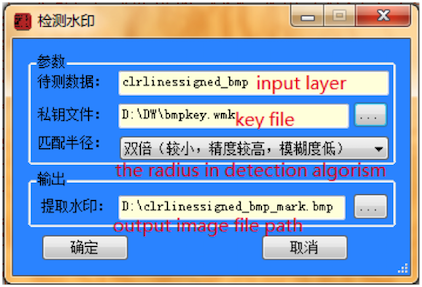 检测水印
参数
待测数据： clrlinessigned_bmp input layer
私钥文件： D:\DW\bmpkey.wmk key file ...
匹配半径： 双倍（较小，精度较高，模糊度低）
the radius in detection algorism
输出
提取水印： D:\clrlinessigned_bmp_mark.bmp ...
output image file path
确定 取消